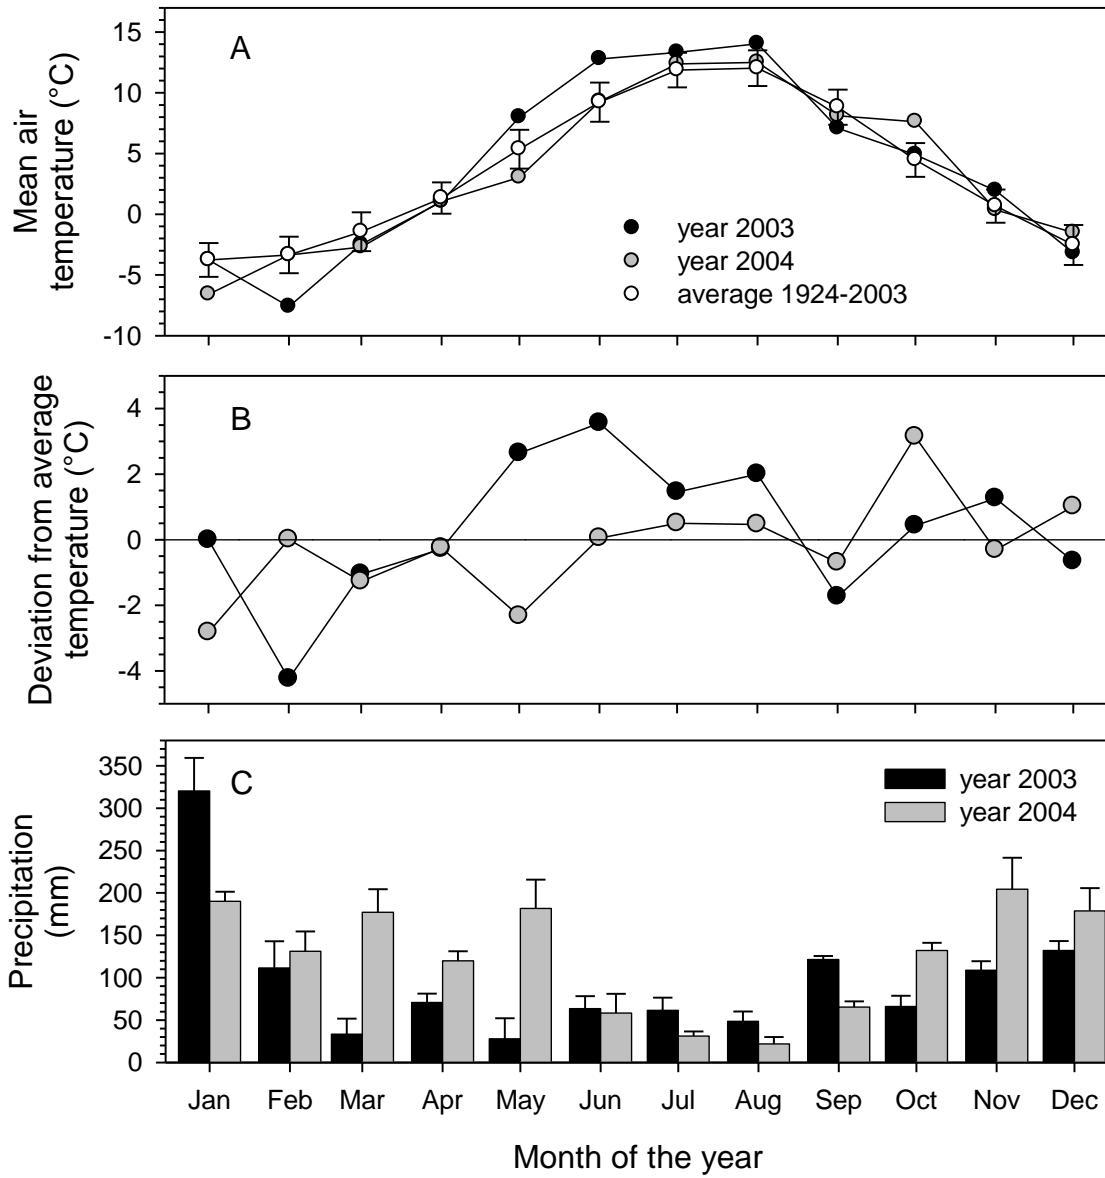 A
Mean air
temperature (°C)
15
10
5
0
-5
-10
year 2003
year 2004
average 1924-2003
B
Deviation from average
temperature (°C)
4
2
0
-2
-4
C
Precipitation
(mm)
350
300
250
200
150
100
50
0
year 2003
year 2004
Jan Feb Mar Apr May Jun Jul Aug Sep Oct Nov Dec
Month of the year